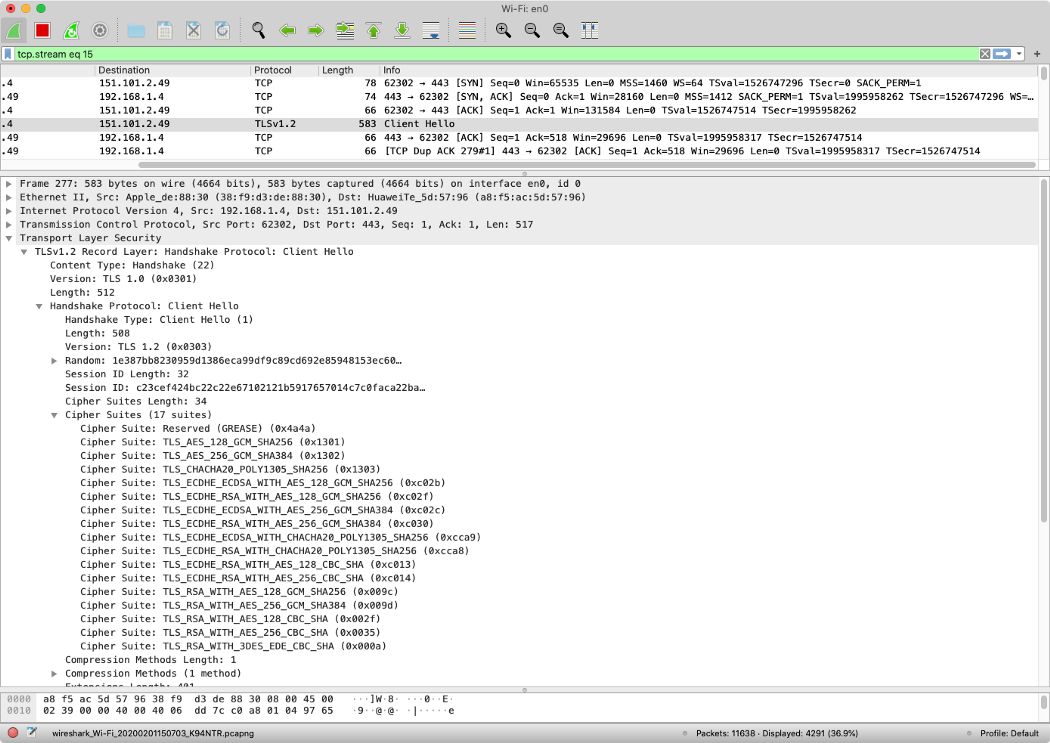 Wi-Fi: en0
tcp.stream eq 15
Destination Protocol Length Info
.4 151.101.2.49 TCP 78 62302 → 443 [SYN] Seq=0 Win=65535 Len=0 MSS=1460 WS=64 TSval=1526747296 TSecr=0 SACK_PERM=1
.49 192.168.1.4 TCP 74 443 → 62302 [SYN, ACK] Seq=0 Ack=1 Win=28160 Len=0 MSS=1412 SACK_PERM=1 TSval=1995958262 TSecr=1526747296 WS=…
.4 151.101.2.49 TCP 66 62302 → 443 [ACK] Seq=1 Ack=1 Win=131584 Len=0 TSval=1526747514 TSecr=1995958262
.4 151.101.2.49 TLSv1.2 583 Client Hello
.49 192.168.1.4 TCP 66 443 → 62302 [ACK] Seq=1 Ack=518 Win=29696 Len=0 TSval=1995958317 TSecr=1526747514
.49 192.168.1.4 TCP 66 [TCP Dup ACK 279#1] 443 → 62302 [ACK] Seq=1 Ack=518 Win=29696 Len=0 TSval=1995958317 TSecr=1526747514
Frame 277: 583 bytes on wire (4664 bits), 583 bytes captured (4664 bits) on interface en0, id 0
Ethernet II, Src: Apple_de:88:30 (38:f9:d3:de:88:30), Dst: HuaweiTe_5d:57:96 (a8:f5:ac:5d:57:96)
Internet Protocol Version 4, Src: 192.168.1.4, Dst: 151.101.2.49
Transmission Control Protocol, Src Port: 62302, Dst Port: 443, Seq: 1, Ack: 1, Len: 517
Transport Layer Security
TLSv1.2 Record Layer: Handshake Protocol: Client Hello
Content Type: Handshake (22)
Version: TLS 1.0 (0x0301)
Length: 512
Handshake Protocol: Client Hello
Handshake Type: Client Hello (1)
Length: 508
Version: TLS 1.2 (0x0303)
Random: 1e387bb8230959d1386eca99df9c89cd692e85948153ec60…
Session ID Length: 32
Session ID: c23cef424bc22c22e67102121b5917657014c7c0faca22ba…
Cipher Suites Length: 34
Cipher Suites (17 suites)
Cipher Suite: Reserved (GREASE) (0x4a4a)
Cipher Suite: TLS_AES_128_GCM_SHA256 (0x1301)
Cipher Suite: TLS_AES_256_GCM_SHA384 (0x1302)
Cipher Suite: TLS_CHACHA20_POLY1305_SHA256 (0x1303)
Cipher Suite: TLS_ECDHE_ECDSA_WITH_AES_128_GCM_SHA256 (0xc02b)
Cipher Suite: TLS_ECDHE_RSA_WITH_AES_128_GCM_SHA256 (0xc02f)
Cipher Suite: TLS_ECDHE_ECDSA_WITH_AES_256_GCM_SHA384 (0xc02c)
Cipher Suite: TLS_ECDHE_RSA_WITH_AES_256_GCM_SHA384 (0xc030)
Cipher Suite: TLS_ECDHE_ECDSA_WITH_CHACHA20_POLY1305_SHA256 (0xcca9)
Cipher Suite: TLS_ECDHE_RSA_WITH_CHACHA20_POLY1305_SHA256 (0xcca8)
Cipher Suite: TLS_ECDHE_RSA_WITH_AES_128_CBC_SHA (0xc013)
Cipher Suite: TLS_ECDHE_RSA_WITH_AES_256_CBC_SHA (0xc014)
Cipher Suite: TLS_RSA_WITH_AES_128_GCM_SHA256 (0x009c)
Cipher Suite: TLS_RSA_WITH_AES_256_GCM_SHA384 (0x009d)
Cipher Suite: TLS_RSA_WITH_AES_128_CBC_SHA (0x002f)
Cipher Suite: TLS_RSA_WITH_AES_256_CBC_SHA (0x0035)
Cipher Suite: TLS_RSA_WITH_3DES_EDE_CBC_SHA (0x000a)
Compression Methods Length: 1
Compression Methods (1 method)
Extensions Length: 401
0000 a8 f5 ac 5d 57 96 38 f9 d3 de 88 30 08 00 45 00 ···]W·8· ···0··E·
0010 02 39 00 00 40 00 40 06 dd 7c c0 a8 01 04 97 65 ·9··@·@· ·|·····e
wireshark_Wi-Fi_20200201150703_K94NTR.pcapng Packets: 11638 · Displayed: 4291 (36.9%) Profile: Default